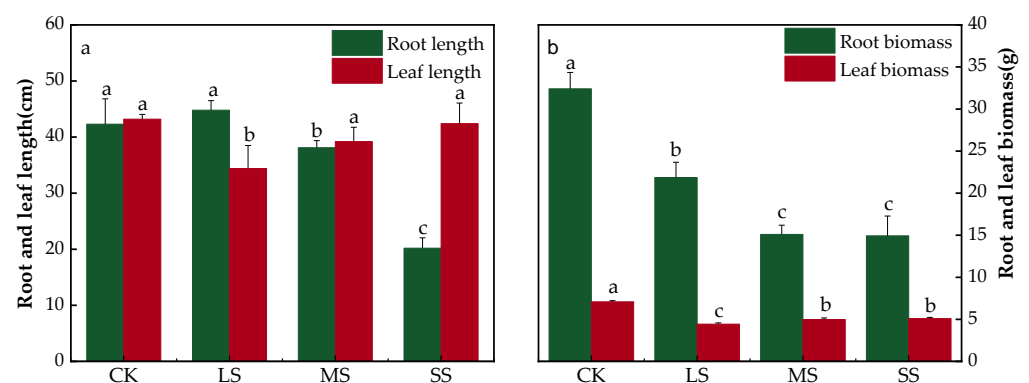 a
Root length
Leaf length
Root and leaf length(cm)
60
50
40
30
20
10
0
a
a
a
b
b
a
c
a
CK
LS
MS
SS
b
Root biomass
Leaf biomass
Root and leaf biomass(g)
40
35
30
25
20
15
10
5
0
a
a
b
c
c
b
c
b
CK
LS
MS
SS